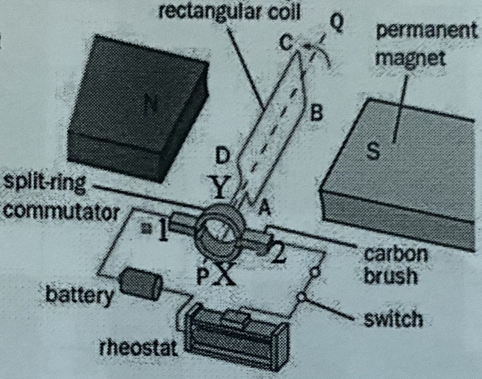 rectangular coil
Q
C
permanent
magnet
N
B
D
S
split-ring
commutator
Y
A
1
2
P
X
carbon
brush
battery
switch
rheostat